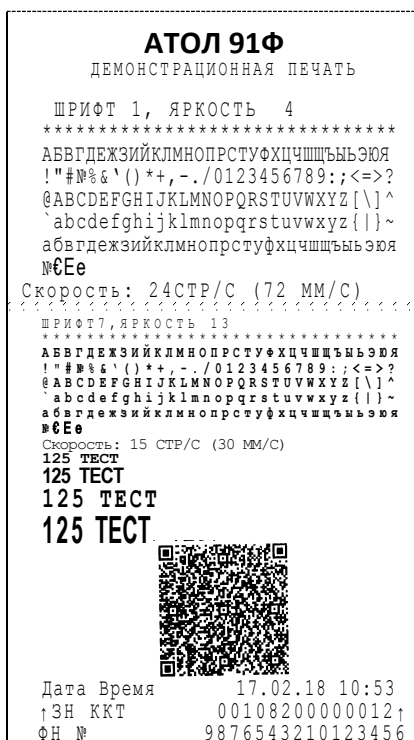 АТОЛ 91Ф
ДЕМОНСТРАЦИОННАЯ ПЕЧАТЬ
ШРИФТ 1, ЯРКОСТЬ 4
********************************
АБВГДЕЖЗИЙКЛМНОПРСТУФХЦЧШЩЪЫЬЭЮЯ
!"#№%&'()*+,-./0123456789:;<=>?
@ABCDEFGHIJKLMNOPQRSTUVWXYZ[\]^
`abcdefghijklmnopqrstuvwxyz{|}~
абвгдежзийклмнопрстуфхцчшщъыьэюя
№€Ее
Скорость: 24СТР/С (72 ММ/С)
ШРИФТ7,ЯРКОСТЬ 13
********************************
АБВГДЕЖЗИЙКЛМНОПРСТУФХЦЧШЩЪЫЬЭЮЯ
!"#№%&'()*+,-./0123456789:;<=>?
@ABCDEFGHIJKLMNOPQRSTUVWXYZ[\]^
`abcdefghijklmnopqrstuvwxyz{|}~
абвгдежзийклмнопрстуфхцчшщъыьэюя
№€Ее
Скорость: 15 СТР/С (30 ММ/С)
125 ТЕСТ
125 ТЕСТ
125 ТЕСТ
125 ТЕСТ
Дата Время 17.02.18 10:53
↑ЗН ККТ 00108200000012↑
ФН № 9876543210123456